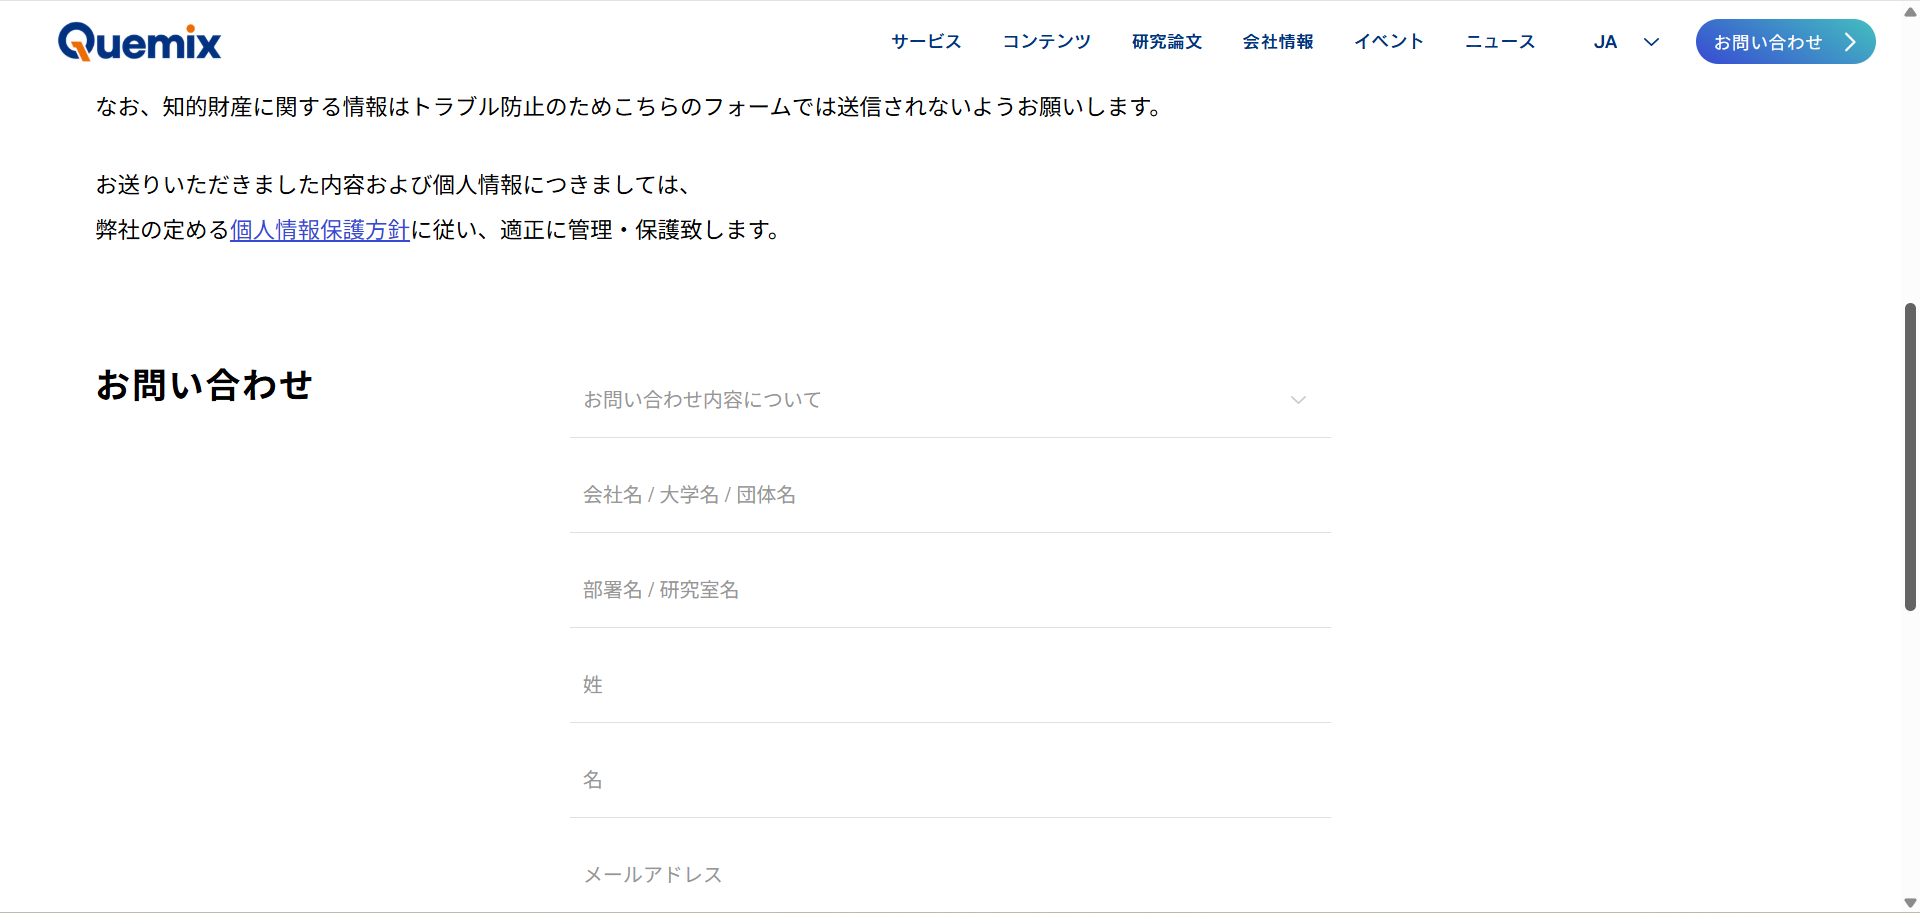 Quemix
サービス コンテンツ 研究論文 会社情報 イベント ニュース JA お問い合わせ
なお、知的財産に関する情報はトラブル防止のためこちらのフォームでは送信されないようお願いします。
お送りいただきました内容および個人情報につきましては、
弊社の定める個人情報保護方針に従い、適正に管理・保護致します。
お問い合わせ
お問い合わせ内容について
会社名 / 大学名 / 団体名
部署名 / 研究室名
姓
名
メールアドレス